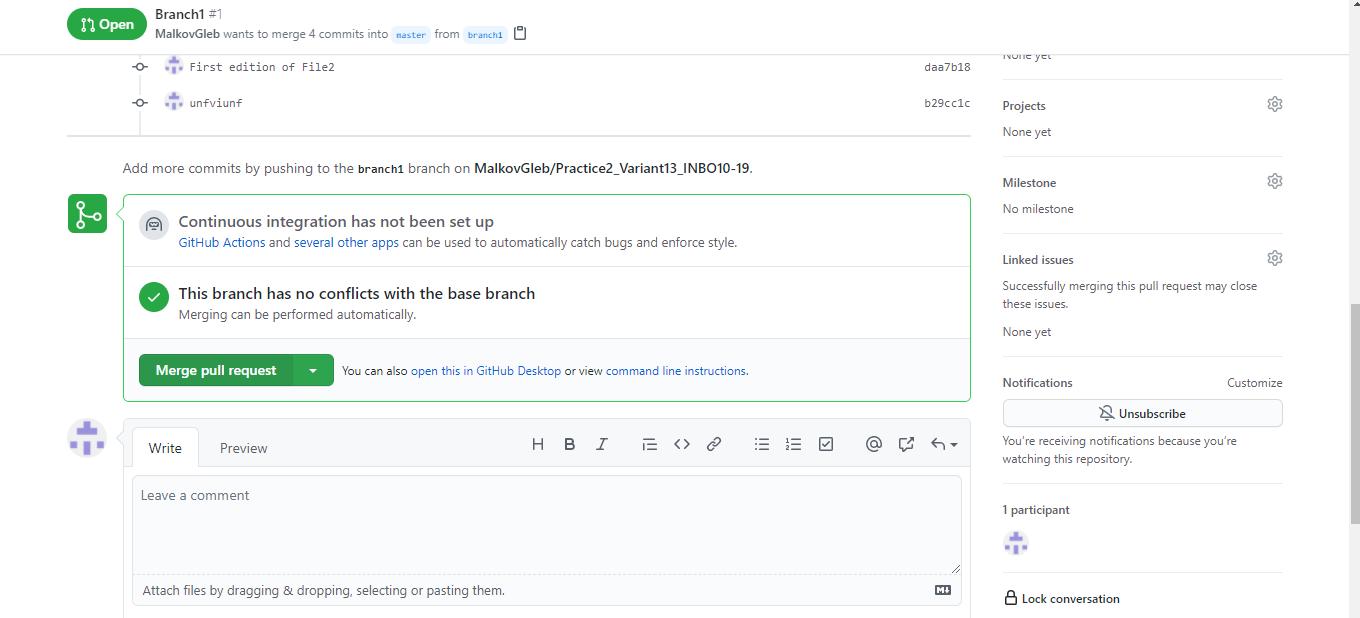 Open
Branch1 #1
MalkovGleb wants to merge 4 commits into master from branch1
First edition of File2 daa7b18
unfviunf b29cc1c
Add more commits by pushing to the branch1 branch on MalkovGleb/Practice2_Variant13_INBO10-19.
Continuous integration has not been set up
GitHub Actions and several other apps can be used to automatically catch bugs and enforce style.
This branch has no conflicts with the base branch
Merging can be performed automatically.
Merge pull request
You can also open this in GitHub Desktop or view command line instructions.
Write Preview
Leave a comment
Attach files by dragging & dropping, selecting or pasting them.
None yet
Projects
None yet
Milestone
No milestone
Linked issues
Successfully merging this pull request may close
these issues.
None yet
Notifications Customize
Unsubscribe
You're receiving notifications because you're
watching this repository.
1 participant
Lock conversation